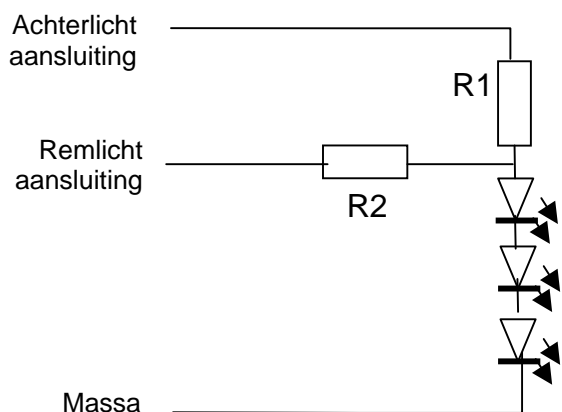 Achterlicht
aansluiting
R1
Remlicht
aansluiting
R2
Massa